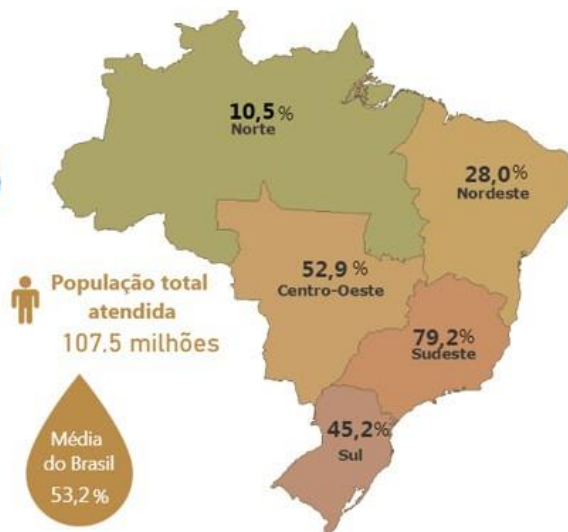 10,5%
Norte
28,0%
Nordeste
52,9 %
Centro-Oeste
População total
atendida
107,5 milhões
79,2%
Sudeste
45,2%
Sul
Média
do Brasil
53,2%